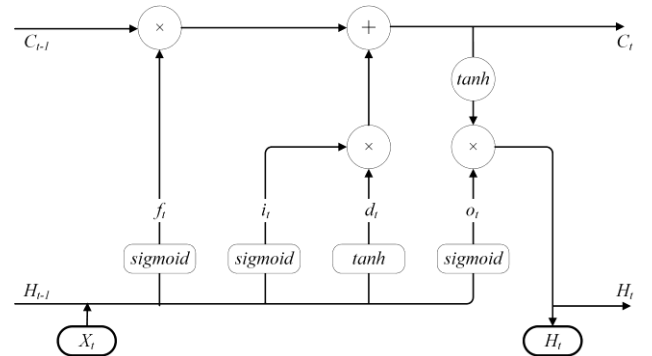 × +
C_{t-1} C_t
tanh
× ×
f_t i_t d_t o_t
sigmoid sigmoid tanh sigmoid
H_{t-1} H_t
X_t H_t